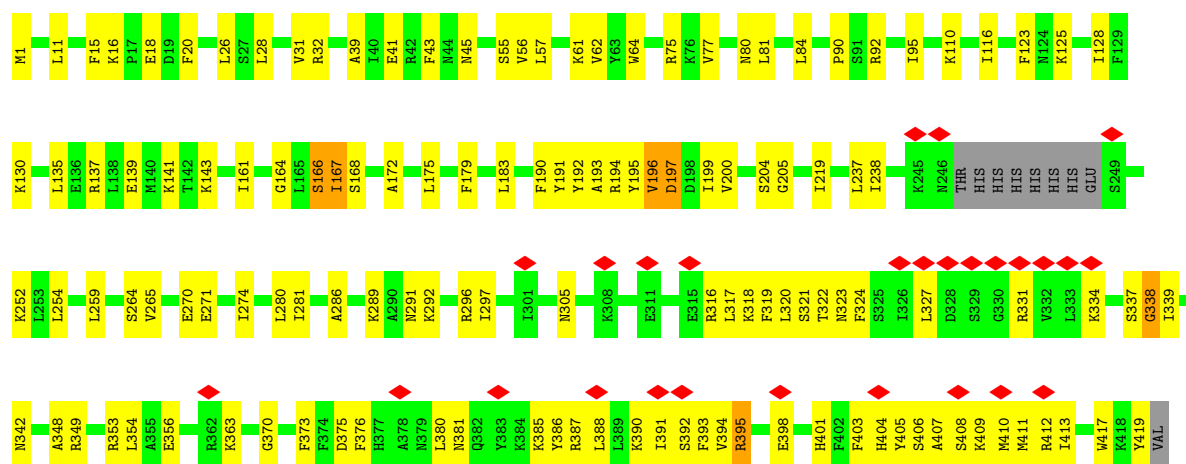 M1 L11 F15 K16 P17 E18 D19 F20 L26 S27 L28 V31 R32 A39 I40 E41 R42 F43 N44 N45 S55 V56 L57 K61 V62 Y63 W64 R75 K76 V77 N80 L81 L84 P90 S91 R92 I95 K110 I116 F123 N124 K125 I128 F129
K130 L135 E136 R137 L138 E139 M140 K141 T142 K143 I161 G164 L165 S166 I167 S168 A172 L175 F179 L183 F190 Y191 Y192 A193 R194 Y195 V196 D197 D198 I199 V200 S204 G205 I219 L237 I238 K245 N246 THR HIS HIS HIS HIS HIS HIS GLU S249
K252 L253 L254 L259 S264 V265 E270 E271 I274 L280 I281 A286 K289 A290 N291 K292 R296 I297 I301 N305 K308 E311 E315 R316 L317 K318 F319 L320 S321 T322 N323 F324 S325 I326 L327 D328 S329 G330 R331 V332 L333 K334 S337 G338 I339
N342 A348 R349 R353 L354 A355 E356 R362 K363 G370 F373 F374 D375 F376 H377 A378 N379 L380 N381 Q382 Y383 K384 K385 Y386 R387 L388 L389 K390 I391 S392 F393 V394 R395 E398 H401 F402 F403 H404 Y405 S406 A407 S408 K409 M410 M411 R412 I413 W417 K418 Y419 VAL